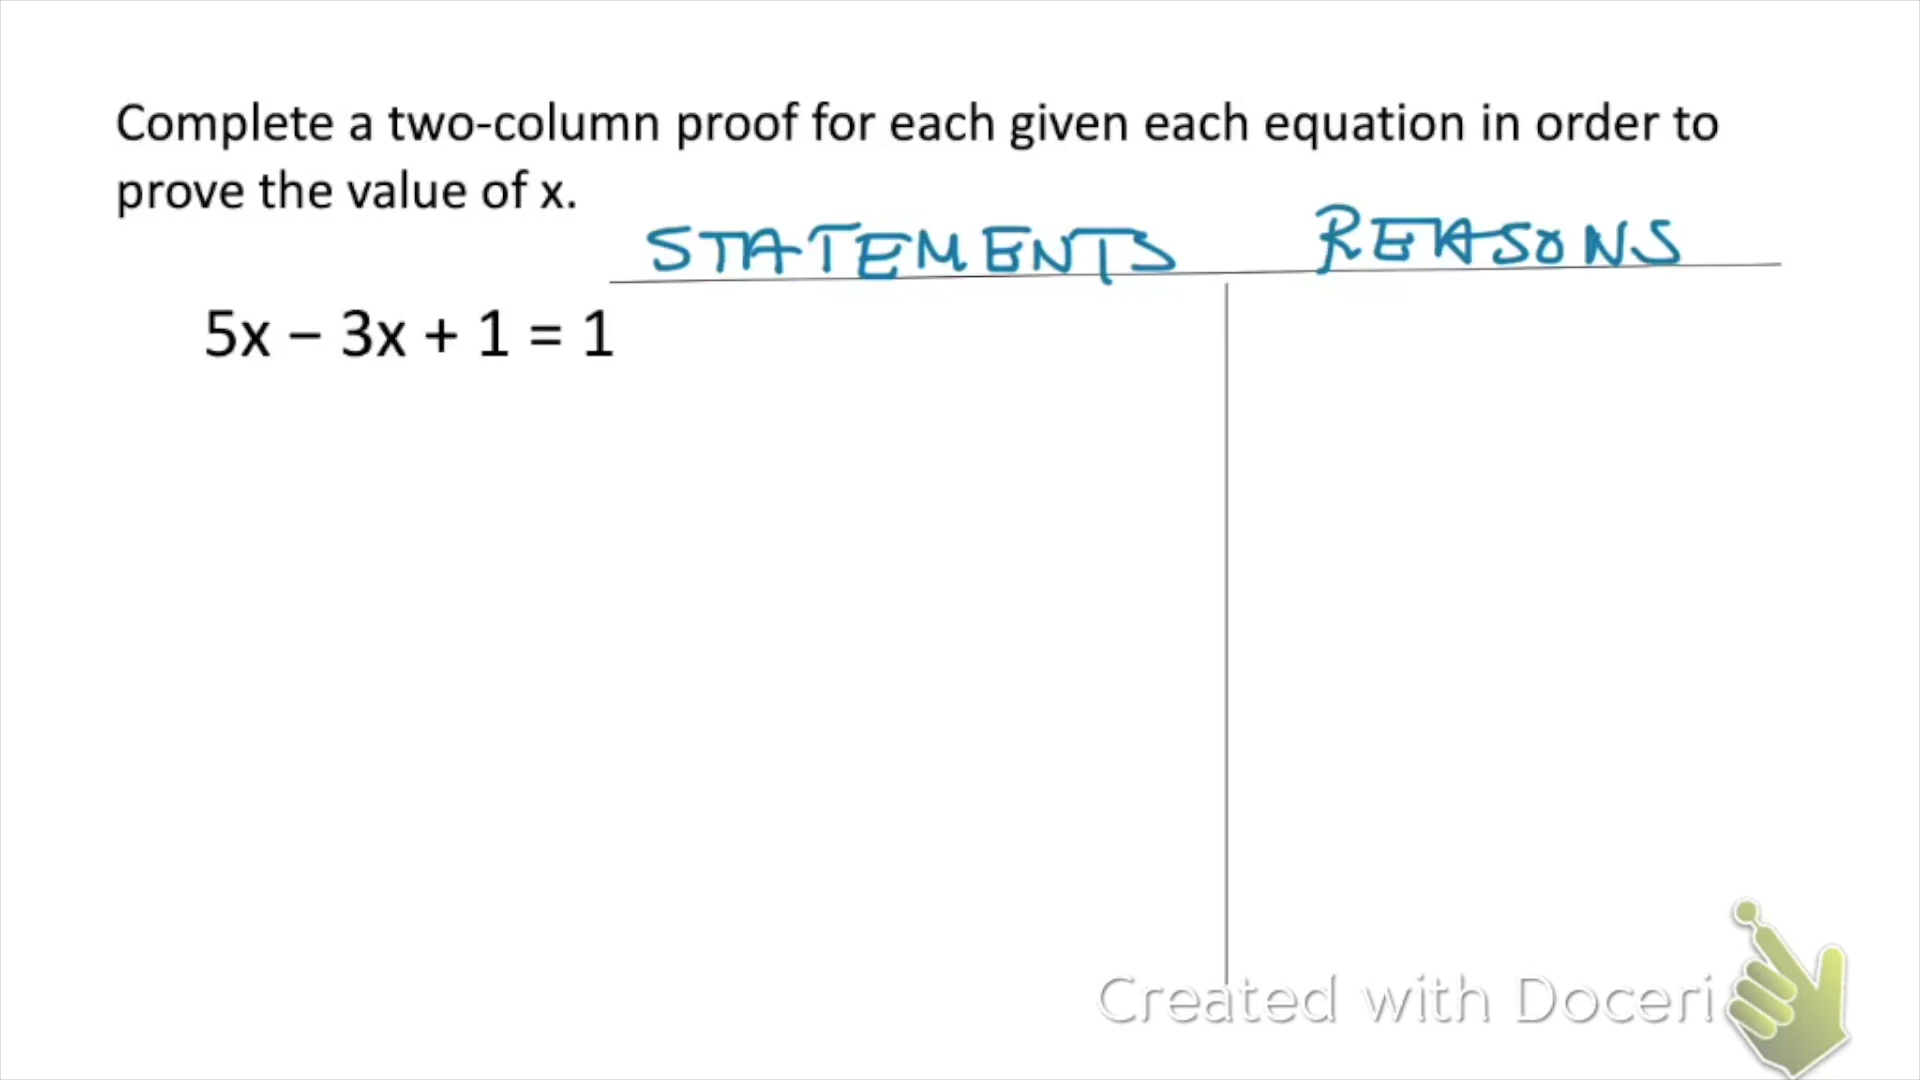 Complete a two-column proof for each given each equation in order to
prove the value of x.
STATEMENTS REASONS
5x – 3x + 1 = 1
Created with Doceri